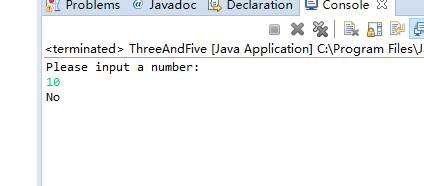 Problems @ Javadoc Declaration Console
<terminated> ThreeAndFive [Java Application] C:\Program Files\J
Please input a number:
10
No